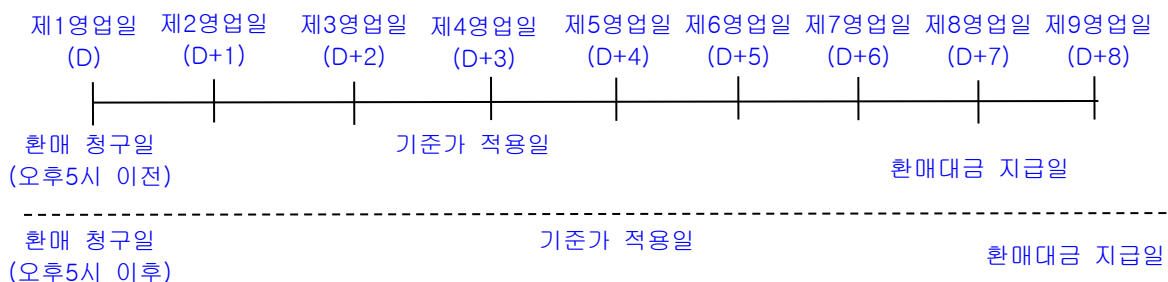 제1영업일 제2영업일 제3영업일 제4영업일 제5영업일 제6영업일 제7영업일 제8영업일 제9영업일
(D) (D+1) (D+2) (D+3) (D+4) (D+5) (D+6) (D+7) (D+8)
환매 청구일 기준가 적용일
(오후5시 이전) 환매대금 지급일
환매 청구일 기준가 적용일
(오후5시 이후) 환매대금 지급일